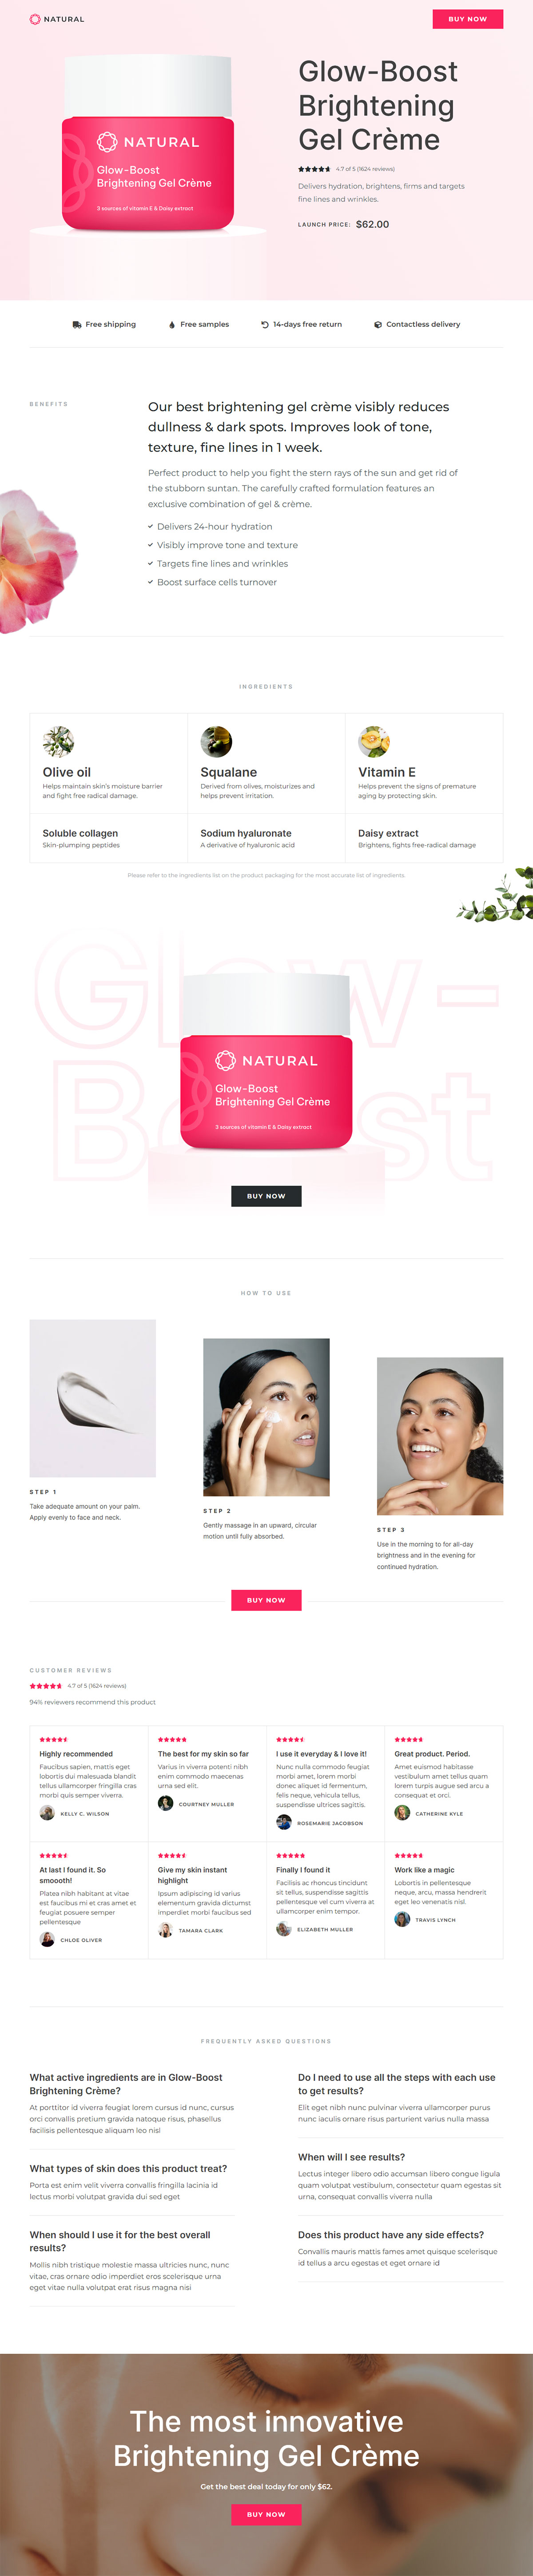 NATURAL
BUY NOW
NATURAL
Glow-Boost
Brightening Gel Crème
3 sources of vitamin E & Daisy extract
Glow-Boost
Brightening
Gel Crème
4.7 of 5 (1624 reviews)
Delivers hydration, brightens, firms and targets
fine lines and wrinkles.
LAUNCH PRICE: $62.00
Free shipping
Free samples
14-days free return
Contactless delivery
BENEFITS
Our best brightening gel crème visibly reduces
dullness & dark spots. Improves look of tone,
texture, fine lines in 1 week.
Perfect product to help you fight the stern rays of the sun and get rid of
the stubborn suntan. The carefully crafted formulation features an
exclusive combination of gel & crème.
Delivers 24-hour hydration
Visibly improve tone and texture
Targets fine lines and wrinkles
Boost surface cells turnover
INGREDIENTS
Olive oil
Helps maintain skin's moisture barrier
and fight free radical damage.
Squalane
Derived from olives, moisturizes and
helps prevent irritation.
Vitamin E
Helps prevent the signs of premature
aging by protecting skin.
Soluble collagen
Skin-plumping peptides
Sodium hyaluronate
A derivative of hyaluronic acid
Daisy extract
Brightens, fights free-radical damage
Please refer to the ingredients list on the product packaging for the most accurate list of ingredients.
Glow-
Boost
NATURAL
Glow-Boost
Brightening Gel Crème
3 sources of vitamin E & Daisy extract
BUY NOW
HOW TO USE
STEP 1
Take adequate amount on your palm.
Apply evenly to face and neck.
STEP 2
Gently massage in an upward, circular
motion until fully absorbed.
STEP 3
Use in the morning to for all-day
brightness and in the evening for
continued hydration.
BUY NOW
CUSTOMER REVIEWS
4.7 of 5 (1624 reviews)
94% reviewers recommend this product
Highly recommended
Faucibus sapien, mattis eget
lobortis dui malesuada blandit
tellus ullamcorper fringilla cras
morbi quis semper viverra.
KELLY C. WILSON
The best for my skin so far
Varius in viverra potenti nibh
enim commodo maecenas
urna sed elit.
COURTNEY MULLER
I use it everyday & I love it!
Nunc nulla commodo feugiat
morbi amet, lorem morbi
donec aliquet id fermentum,
felis neque, vehicula tellus,
suspendisse ultrices sagittis.
ROSEMARIE JACOBSON
Great product. Period.
Amet euismod habitasse
vestibulum amet tellus quam
lorem turpis augue sed arcu a
consequat et orci.
CATHERINE KYLE
At last I found it. So
smoooth!
Platea nibh habitant at vitae
est faucibus mi et cras amet et
feugiat posuere semper
pellentesque
CHLOE OLIVER
Give my skin instant
highlight
Ipsum adipiscing id varius
elementum gravida dictumst
imperdiet morbi faucibus sed
TAMARA CLARK
Finally I found it
Facilisis ac rhoncus tincidunt
sit tellus, suspendisse sagittis
pellentesque vel cum viverra at
ullamcorper enim tempor.
ELIZABETH MULLER
Work like a magic
Lobortis in pellentesque
neque, arcu, massa hendrerit
eget leo venenatis nisl.
TRAVIS LYNCH
FREQUENTLY ASKED QUESTIONS
What active ingredients are in Glow-Boost
Brightening Crème?
At porttitor id viverra feugiat lorem cursus id nunc, cursus
orci convallis pretium gravida natoque risus, phasellus
facilisis pellentesque aliquam leo nisl
What types of skin does this product treat?
Porta est enim velit viverra convallis fringilla lacinia id
lectus morbi volutpat gravida dui sed eget
When should I use it for the best overall
results?
Mollis nibh tristique molestie massa ultricies nunc, nunc
vitae, cras ornare odio imperdiet eros scelerisque urna
eget vitae nulla volutpat erat risus magna nisi
Do I need to use all the steps with each use
to get results?
Elit eget nibh nunc pulvinar viverra ullamcorper purus
nunc iaculis ornare risus parturient varius nulla massa
When will I see results?
Lectus integer libero odio accumsan libero congue ligula
quam volutpat vestibulum, consectetur quam egestas sit
urna, consequat convallis viverra nulla
Does this product have any side effects?
Convallis mauris mattis fames amet quisque scelerisque
id tellus a arcu egestas et eget ornare id
The most innovative
Brightening Gel Crème
Get the best deal today for only $62.
BUY NOW